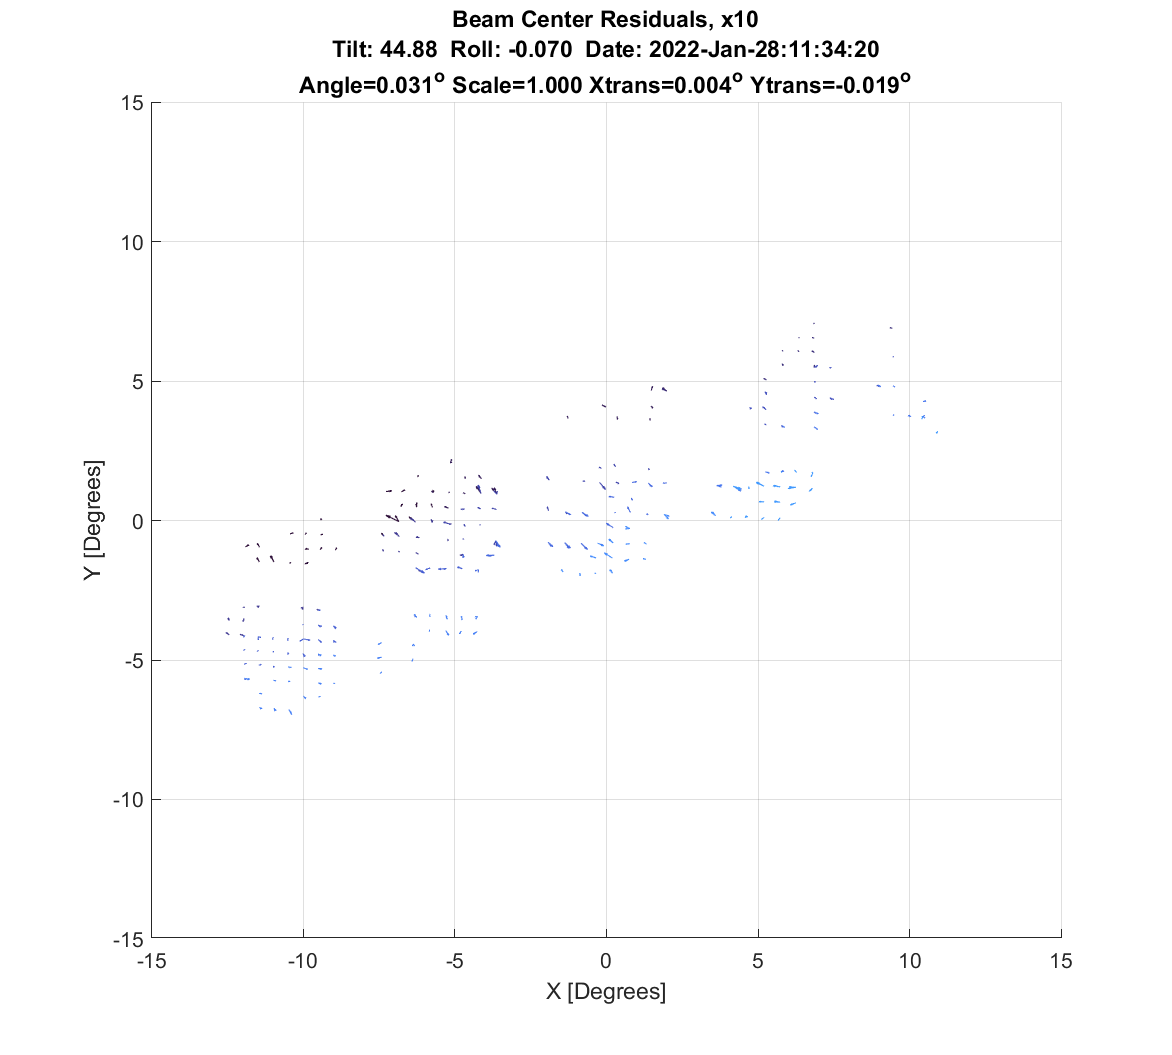 Beam Center Residuals, x10
Tilt: 44.88 Roll: -0.070 Date: 2022-Jan-28:11:34:20
Angle=0.031° Scale=1.000 Xtrans=0.004° Ytrans=-0.019°
15
10
5
0
-5
-10
-15
Y [Degrees]
-15 -10 -5 0 5 10 15
X [Degrees]